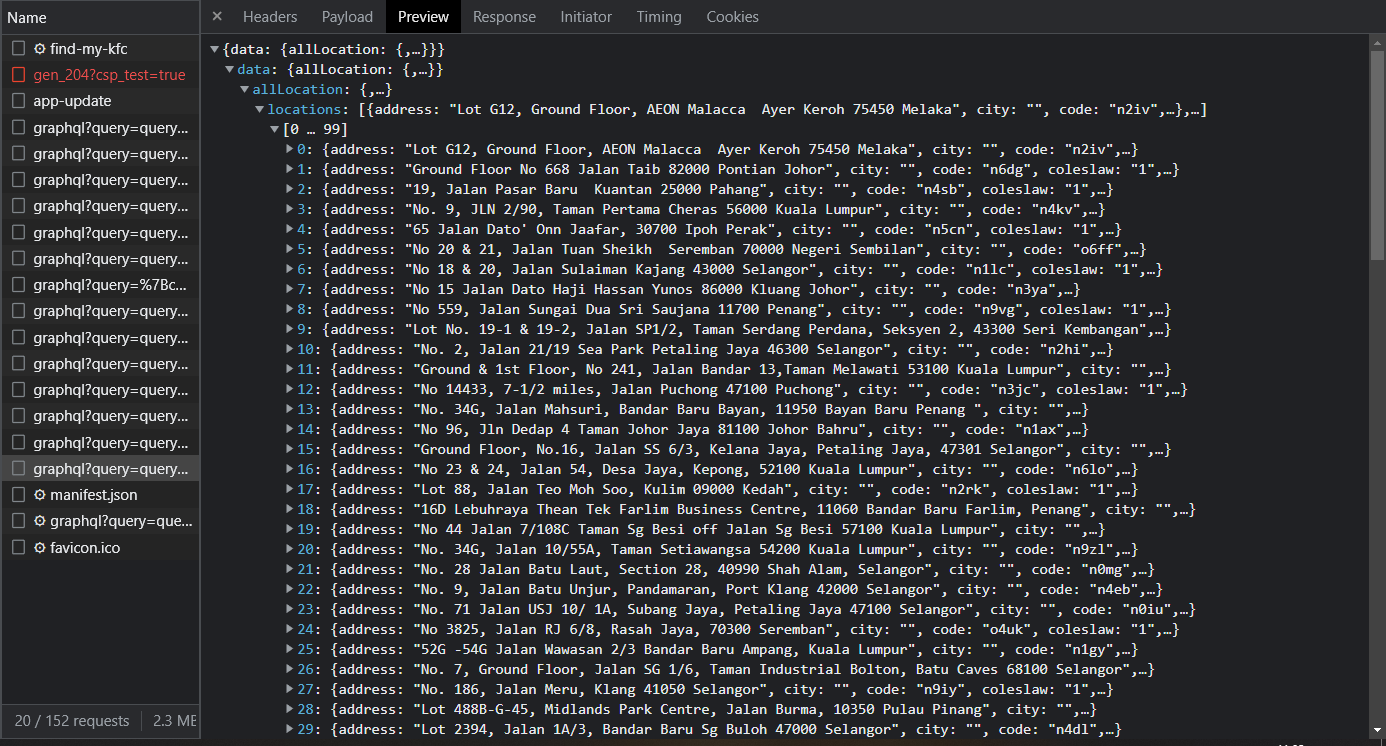 Name
Headers Payload Preview Response Initiator Timing Cookies
find-my-kfc
gen_204?csp_test=true
app-update
graphql?query=query...
graphql?query=query...
graphql?query=query...
graphql?query=query...
graphql?query=query...
graphql?query=query...
graphql?query=%7Bc...
graphql?query=query...
graphql?query=query...
graphql?query=query...
graphql?query=query...
graphql?query=query...
graphql?query=query...
graphql?query=query...
manifest.json
graphql?query=que...
favicon.ico
20 / 152 requests 2.3 ME
{data: {allLocation: {,…}}}
data: {allLocation: {,…}}
allLocation: {,…}
locations: [{address: "Lot G12, Ground Floor, AEON Malacca  Ayer Keroh 75450 Melaka", city: "", code: "n2iv",…},…]
[0 … 99]
0: {address: "Lot G12, Ground Floor, AEON Malacca  Ayer Keroh 75450 Melaka", city: "", code: "n2iv",…}
1: {address: "Ground Floor No 668 Jalan Taib 82000 Pontian Johor", city: "", code: "n6dg", coleslaw: "1",…}
2: {address: "19, Jalan Pasar Baru  Kuantan 25000 Pahang", city: "", code: "n4sb", coleslaw: "1",…}
3: {address: "No. 9, JLN 2/90, Taman Pertama Cheras 56000 Kuala Lumpur", city: "", code: "n4kv",…}
4: {address: "65 Jalan Dato' Onn Jaafar, 30700 Ipoh Perak", city: "", code: "n5cn", coleslaw: "1",…}
5: {address: "No 20 & 21, Jalan Tuan Sheikh  Seremban 70000 Negeri Sembilan", city: "", code: "o6ff",…}
6: {address: "No 18 & 20, Jalan Sulaiman Kajang 43000 Selangor", city: "", code: "n1lc", coleslaw: "1",…}
7: {address: "No 15 Jalan Dato Haji Hassan Yunos 86000 Kluang Johor", city: "", code: "n3ya",…}
8: {address: "No 559, Jalan Sungai Dua Sri Saujana 11700 Penang", city: "", code: "n9vg", coleslaw: "1",…}
9: {address: "Lot No. 19-1 & 19-2, Jalan SP1/2, Taman Serdang Perdana, Seksyen 2, 43300 Seri Kembangan",…}
10: {address: "No. 2, Jalan 21/19 Sea Park Petaling Jaya 46300 Selangor", city: "", code: "n2hi",…}
11: {address: "Ground & 1st Floor, No 241, Jalan Bandar 13,Taman Melawati 53100 Kuala Lumpur", city: "",…}
12: {address: "No 14433, 7-1/2 miles, Jalan Puchong 47100 Puchong", city: "", code: "n3jc", coleslaw: "1",…}
13: {address: "No. 34G, Jalan Mahsuri, Bandar Baru Bayan, 11950 Bayan Baru Penang ", city: "",…}
14: {address: "No 96, Jln Dedap 4 Taman Johor Jaya 81100 Johor Bahru", city: "", code: "n1ax",…}
15: {address: "Ground Floor, No.16, Jalan SS 6/3, Kelana Jaya, Petaling Jaya, 47301 Selangor", city: "",…}
16: {address: "No 23 & 24, Jalan 54, Desa Jaya, Kepong, 52100 Kuala Lumpur", city: "", code: "n6lo",…}
17: {address: "Lot 88, Jalan Teo Moh Soo, Kulim 09000 Kedah", city: "", code: "n2rk", coleslaw: "1",…}
18: {address: "16D Lebuhraya Thean Tek Farlim Business Centre, 11060 Bandar Baru Farlim, Penang", city: "",…}
19: {address: "No 44 Jalan 7/108C Taman Sg Besi off Jalan Sg Besi 57100 Kuala Lumpur", city: "",…}
20: {address: "No. 34G, Jalan 10/55A, Taman Setiawangsa 54200 Kuala Lumpur", city: "", code: "n9zl",…}
21: {address: "No. 28 Jalan Batu Laut, Section 28, 40990 Shah Alam, Selangor", city: "", code: "n0mg",…}
22: {address: "No. 9, Jalan Batu Unjur, Pandamaran, Port Klang 42000 Selangor", city: "", code: "n4eb",…}
23: {address: "No. 71 Jalan USJ 10/ 1A, Subang Jaya, Petaling Jaya 47100 Selangor", city: "", code: "n0iu",…}
24: {address: "No 3825, Jalan RJ 6/8, Rasah Jaya, 70300 Seremban", city: "", code: "o4uk", coleslaw: "1",…}
25: {address: "52G -54G Jalan Wawasan 2/3 Bandar Baru Ampang, Kuala Lumpur", city: "", code: "n1gy",…}
26: {address: "No. 7, Ground Floor, Jalan SG 1/6, Taman Industrial Bolton, Batu Caves 68100 Selangor",…}
27: {address: "No. 186, Jalan Meru, Klang 41050 Selangor", city: "", code: "n9iy", coleslaw: "1",…}
28: {address: "Lot 488B-G-45, Midlands Park Centre, Jalan Burma, 10350 Pulau Pinang", city: "",…}
29: {address: "Lot 2394, Jalan 1A/3, Bandar Baru Sg Buloh 47000 Selangor", city: "", code: "n4dl",…}